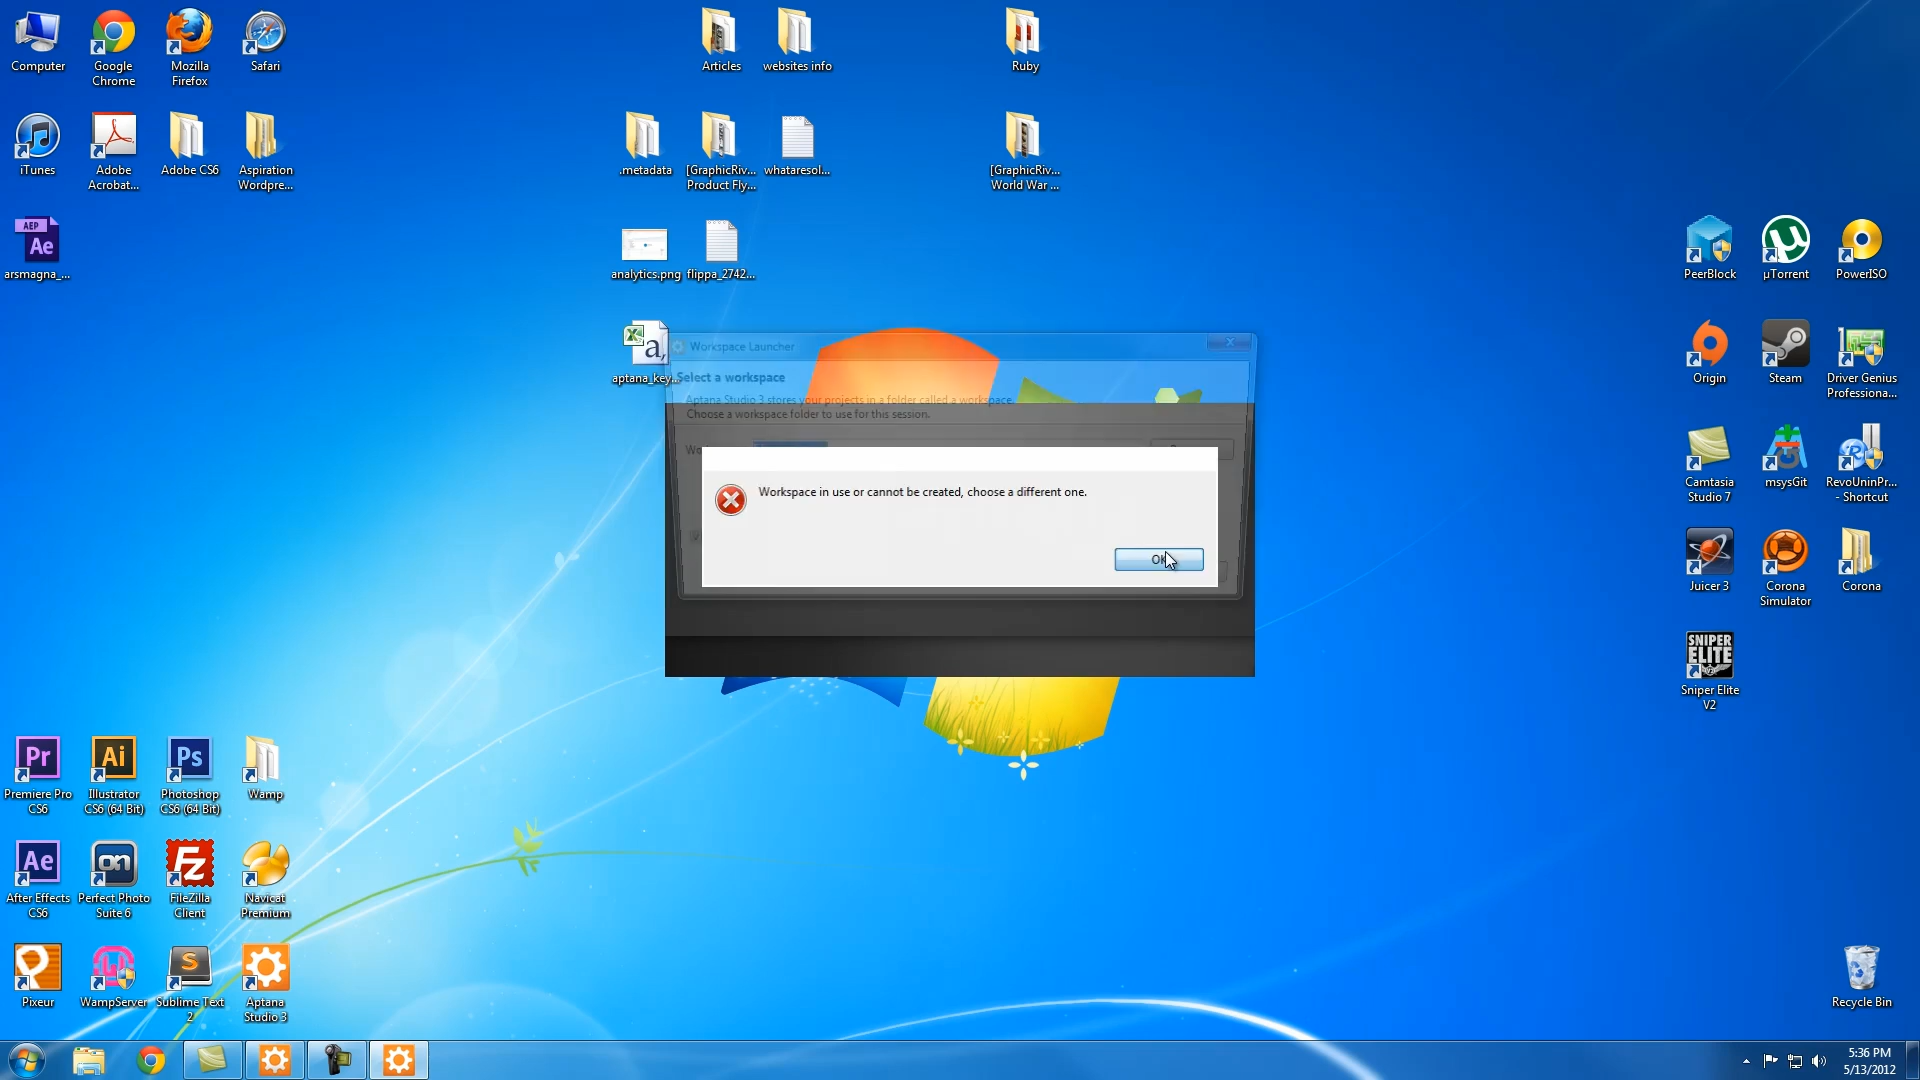 Computer
Google
Chrome
Mozilla
Firefox
Safari
Articles
websites info
Ruby
iTunes
Adobe
Acrobat...
Adobe CS6
Aspiration
Wordpre...
.metadata
[GraphicRiv...
Product Fly...
whataresol...
[GraphicRiv...
World War ...
AEP
Ae
arsmagna_...
analytics.png
flippa_2742...
PeerBlock
µTorrent
PowerISO
a,
aptana_key...
Workspace Launcher
Select a workspace
Aptana Studio 3 stores your projects in a folder called a workspace.
Choose a workspace folder to use for this session.
Workspace in use or cannot be created, choose a different one.
Origin
Steam
Driver Genius
Professiona...
Camtasia
Studio 7
msysGit
RevoUninPr...
- Shortcut
Juicer 3
Corona
Simulator
Corona
SNIPER
ELITE
Sniper Elite
V2
Pr
Premiere Pro
CS6
Ai
Illustrator
CS6 (64 Bit)
Ps
Photoshop
CS6 (64 Bit)
Wamp
Ae
After Effects
CS6
on
Perfect Photo
Suite 6
Fz
FileZilla
Client
Navicat
Premium
Pixeur
WampServer
S
Sublime Text
2
Aptana
Studio 3
Recycle Bin
5:36 PM
5/13/2012